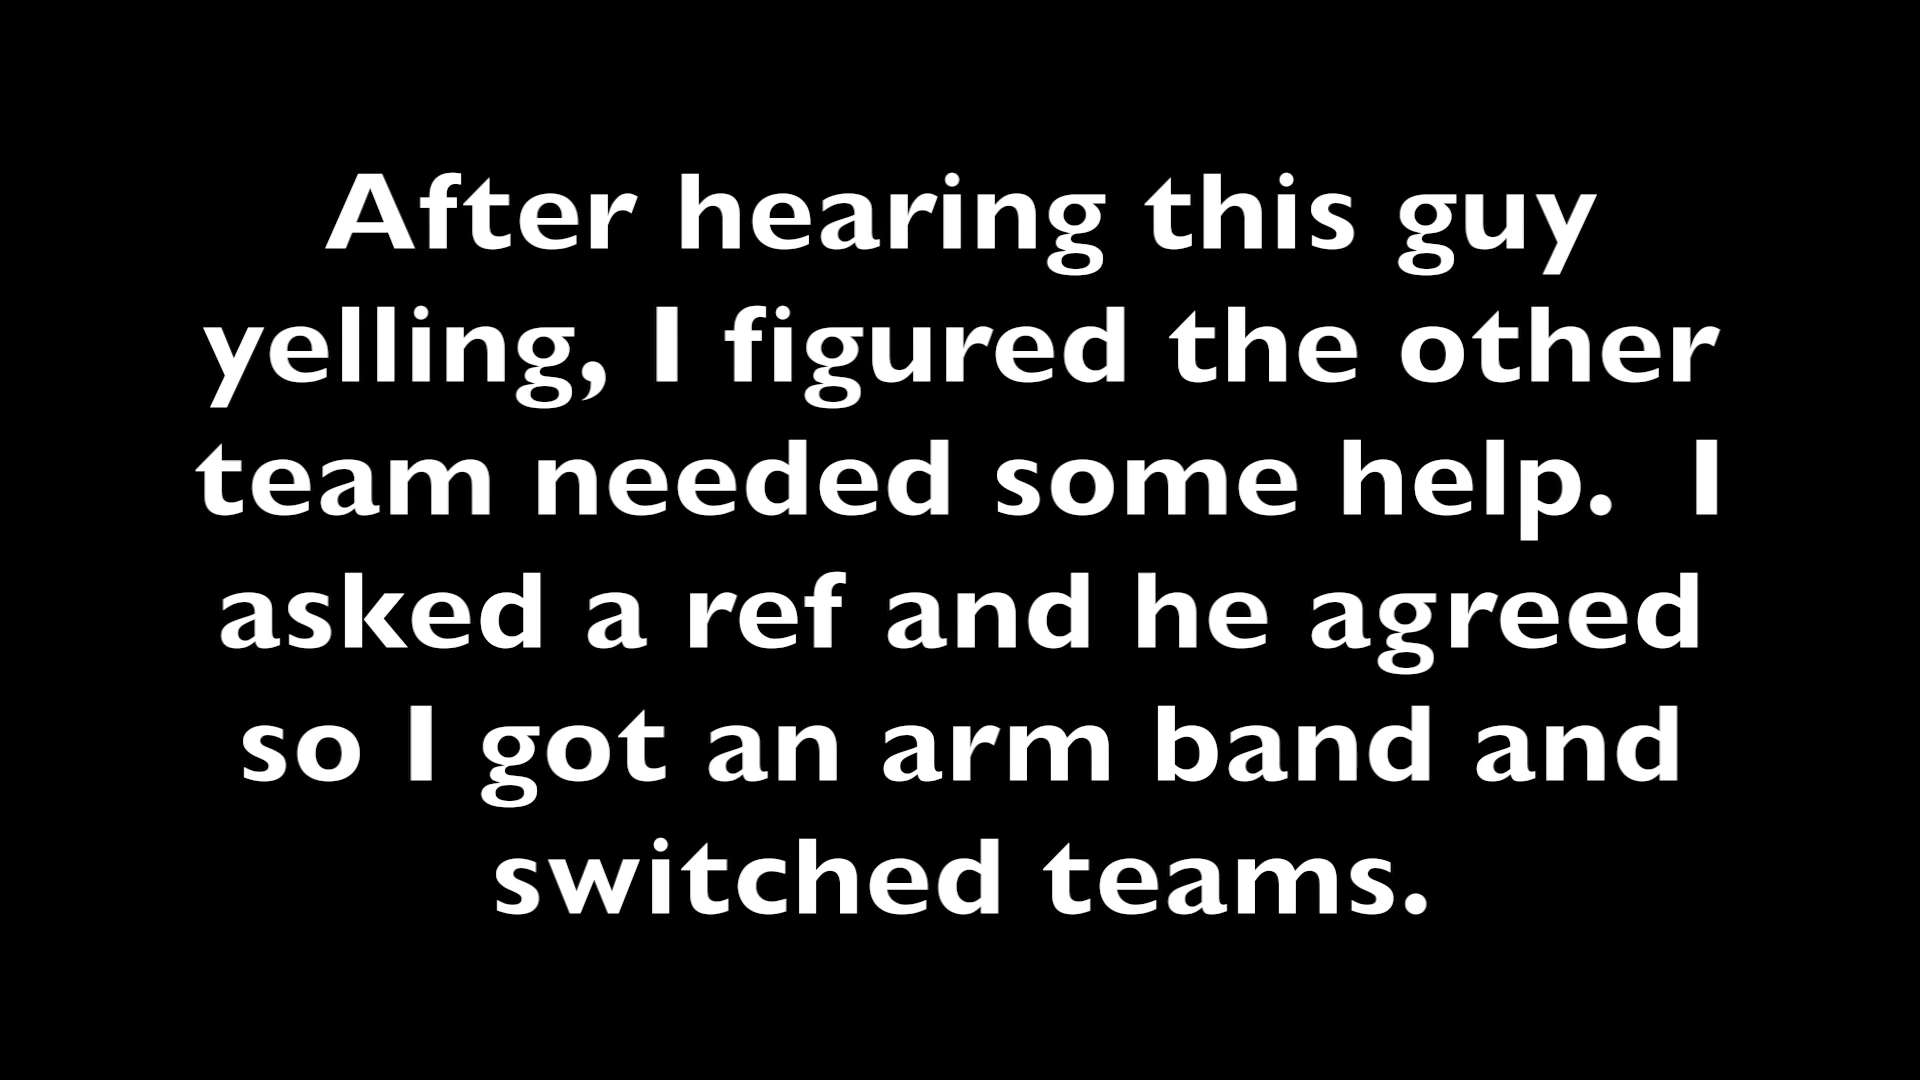 After hearing this guy
yelling, I figured the other
team needed some help.  I
asked a ref and he agreed
so I got an arm band and
switched teams.